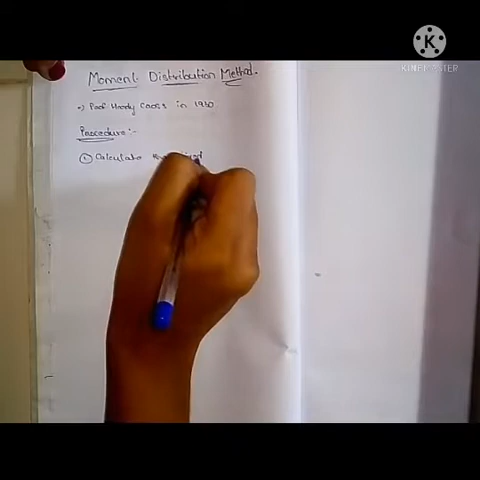 KINEMASTER
Moment Distribution Method.
Prof Hardy Cross in 1930
Procedure:-
① Calculate